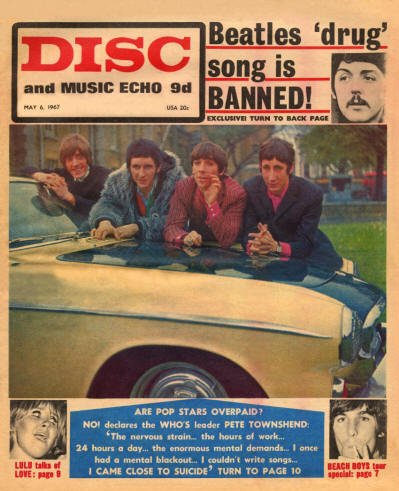 DISC
and MUSIC ECHO 9d
MAY 6, 1967 USA 20c
Beatles ‘drug’
song is
BANNED!
EXCLUSIVE! TURN TO BACK PAGE
ARE POP STARS OVERPAID?
NO! declares the WHO'S leader PETE TOWNSHEND:
‘The nervous strain... the hours of work...
24 hours a day... the enormous mental demands... I once
had a mental blackout.. I couldn't write songs...
I CAME CLOSE TO SUICIDE’ TURN TO PAGE 10
LULU talks of
LOVE: page 9
BEACH BOYS tour
special: page 7